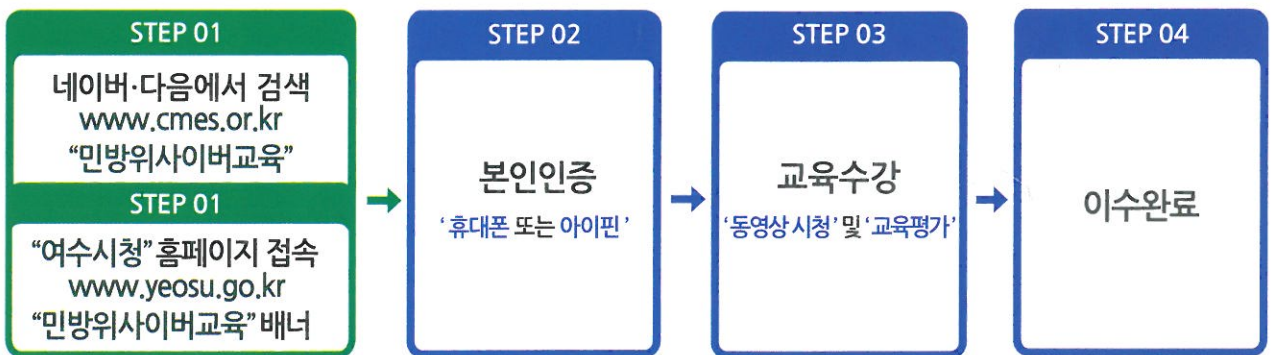 STEP 01
네이버·다음에서 검색
www.cmes.or.kr
“민방위사이버교육”
STEP 01
“여수시청” 홈페이지 접속
www.yeosu.go.kr
“민방위사이버교육” 배너
STEP 02
본인인증
‘휴대폰 또는 아이핀’
STEP 03
교육수강
‘동영상 시청’ 및 ‘교육평가’
STEP 04
이수완료